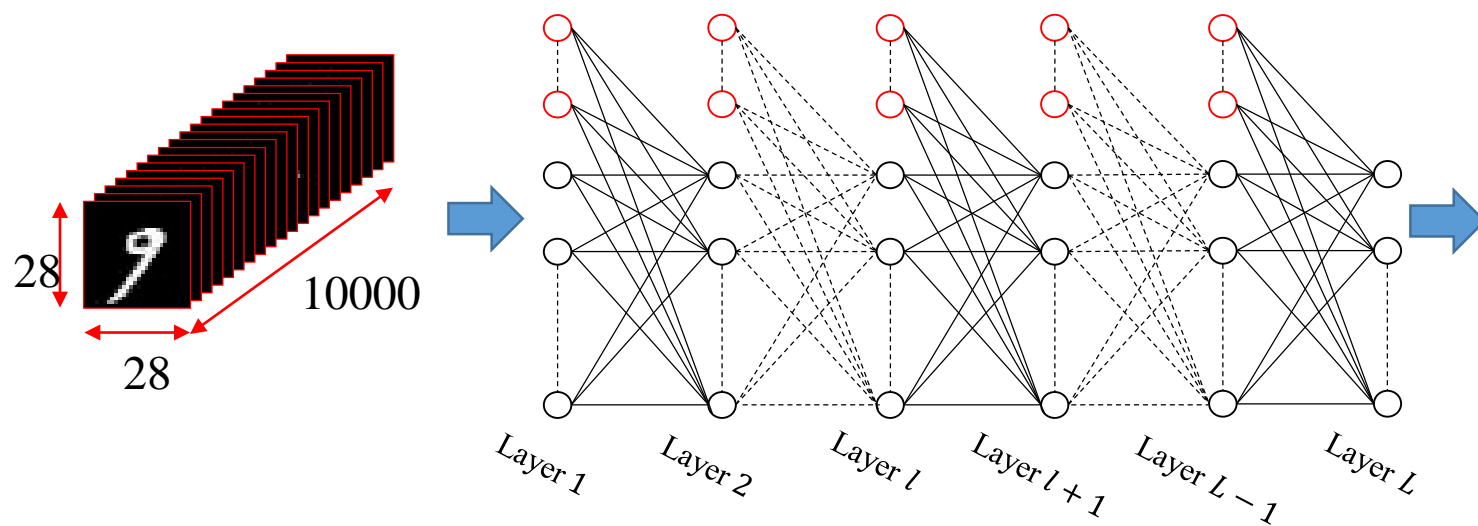 28
28
10000
Layer 1
Layer 2
Layer l
Layer l + 1
Layer L − 1
Layer L